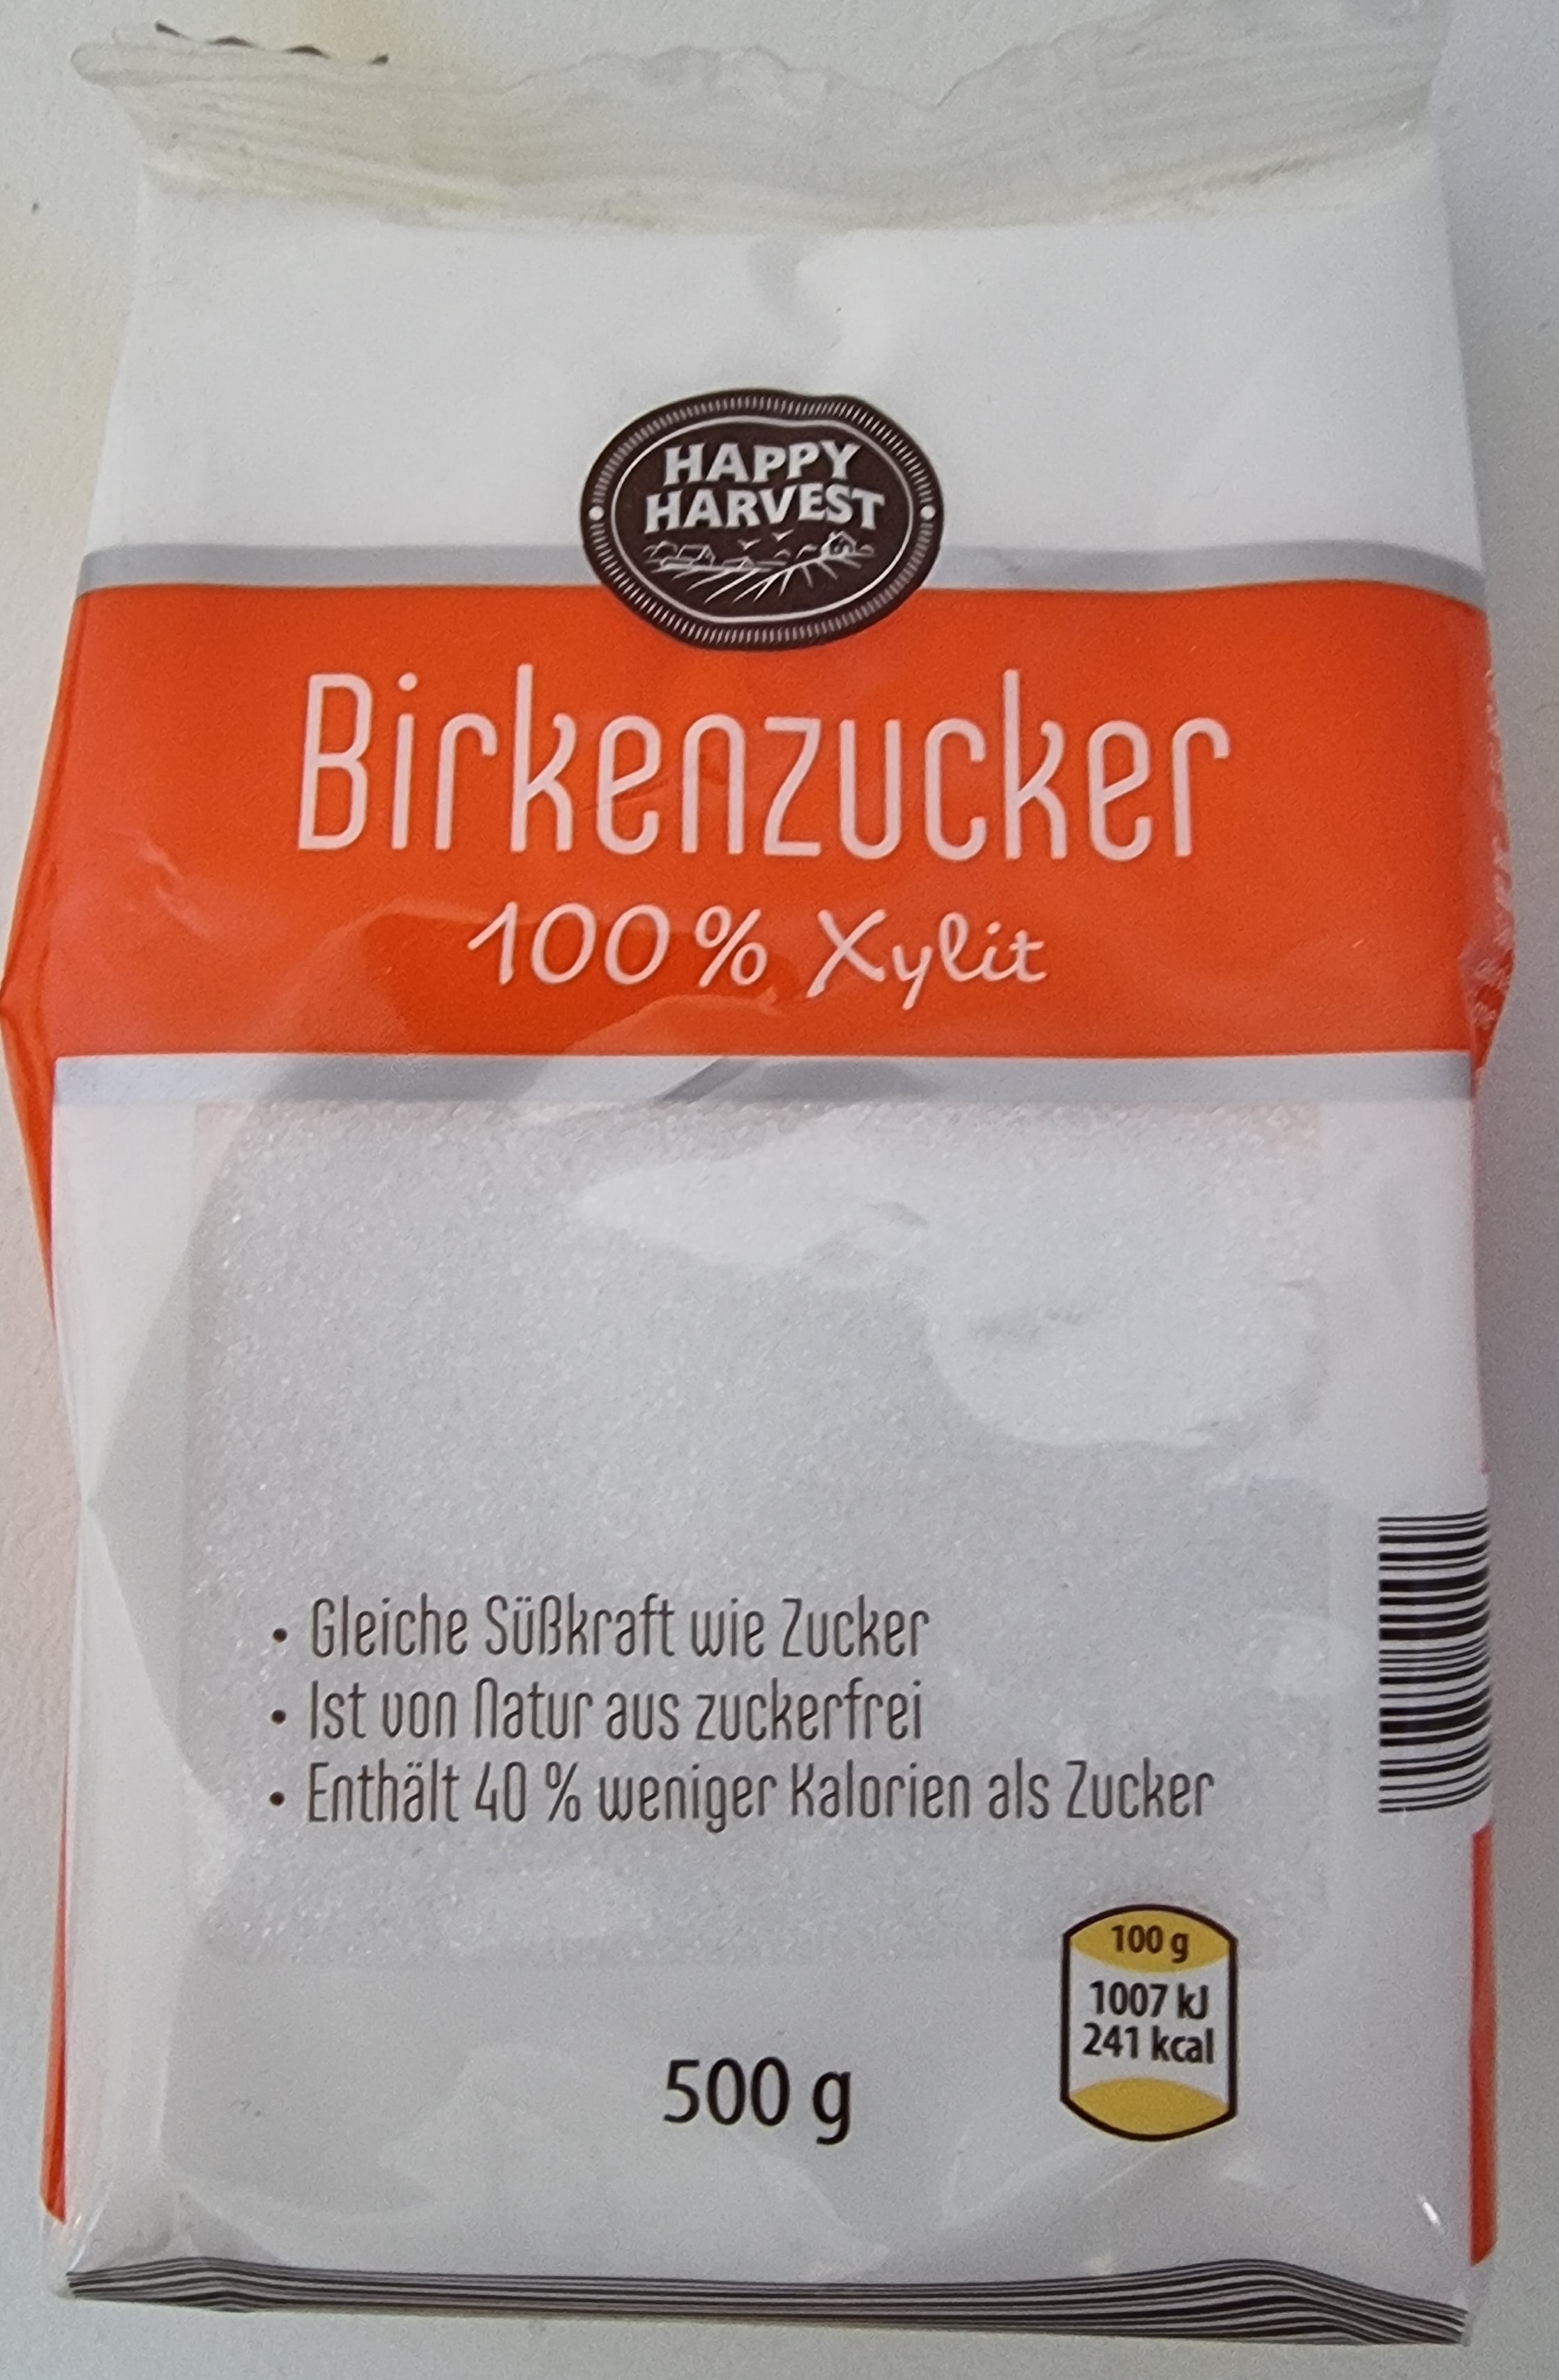 HAPPY
HARVEST
Birkenzucker
100% Xylit
• Gleiche Süßkraft wie Zucker
• Ist von Natur aus zuckerfrei
• Enthält 40 % weniger Kalorien als Zucker
100 g
1007 kJ
241 kcal
500 g